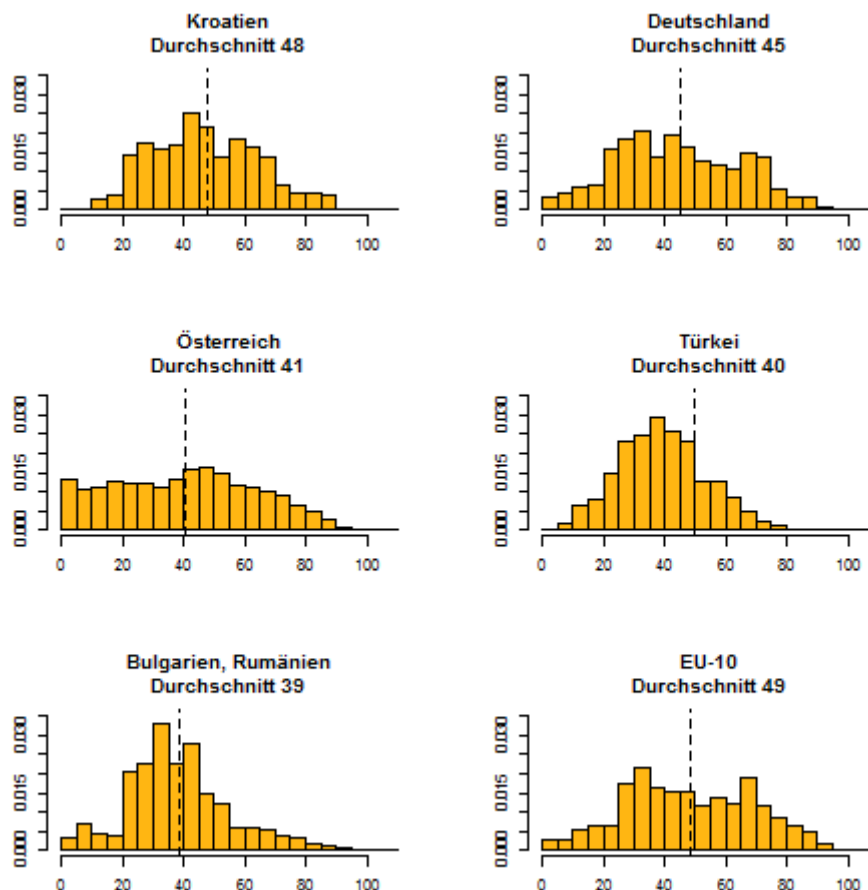 Kroatien
Durchschnitt 48
0.000 0.015 0.030
0 20 40 60 80 100
Deutschland
Durchschnitt 45
0.000 0.015 0.030
0 20 40 60 80 100
Österreich
Durchschnitt 41
0.000 0.015 0.030
0 20 40 60 80 100
Türkei
Durchschnitt 40
0.000 0.015 0.030
0 20 40 60 80 100
Bulgarien, Rumänien
Durchschnitt 39
0.000 0.015 0.030
0 20 40 60 80 100
EU-10
Durchschnitt 49
0.000 0.015 0.030
0 20 40 60 80 100